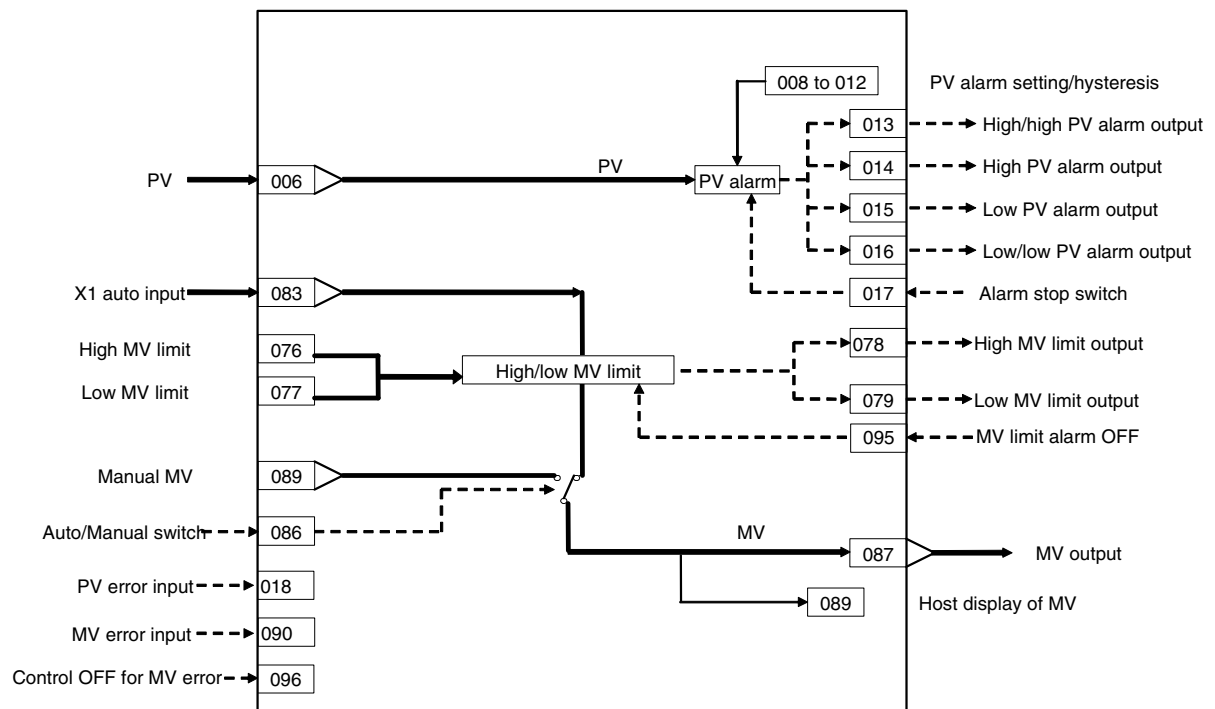 008 to 012 PV alarm setting/hysteresis
013 High/high PV alarm output
PV 006 PV PV alarm 014 High PV alarm output
015 Low PV alarm output
016 Low/low PV alarm output
X1 auto input 083 017 Alarm stop switch
High MV limit 076 078 High MV limit output
High/low MV limit
Low MV limit 077 079 Low MV limit output
095 MV limit alarm OFF
Manual MV 089
Auto/Manual switch 086 MV
087 MV output
PV error input 018
089 Host display of MV
MV error input 090
Control OFF for MV error 096